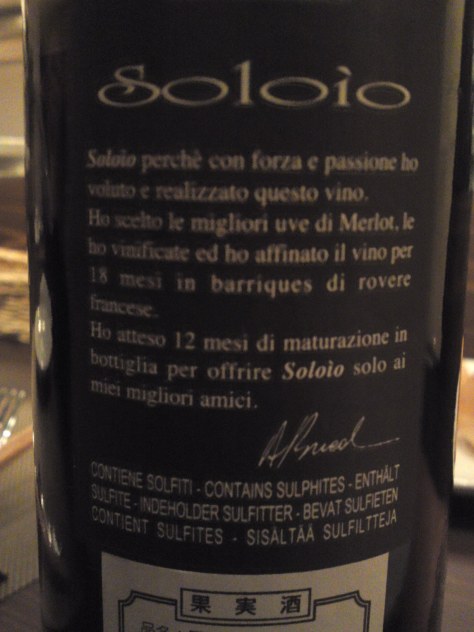 Soloìo
Soloìo perchè con forza e passione ho
voluto e realizzato questo vino.
Ho scelto le migliori uve di Merlot, le
ho vinificate ed ho affinato il vino per
18 mesi in barriques di rovere
francese.
Ho atteso 12 mesi di maturazione in
bottiglia per offrire Soloìo solo ai
miei migliori amici.
CONTIENE SOLFITI - CONTAINS SULPHITES - ENTHÄLT
SULFITE - INDEHOLDER SULFITTER - BEVAT SULFIETEN
CONTIENT SULFITES - SISÄLTÄÄ SULFIITTEJA
果実酒